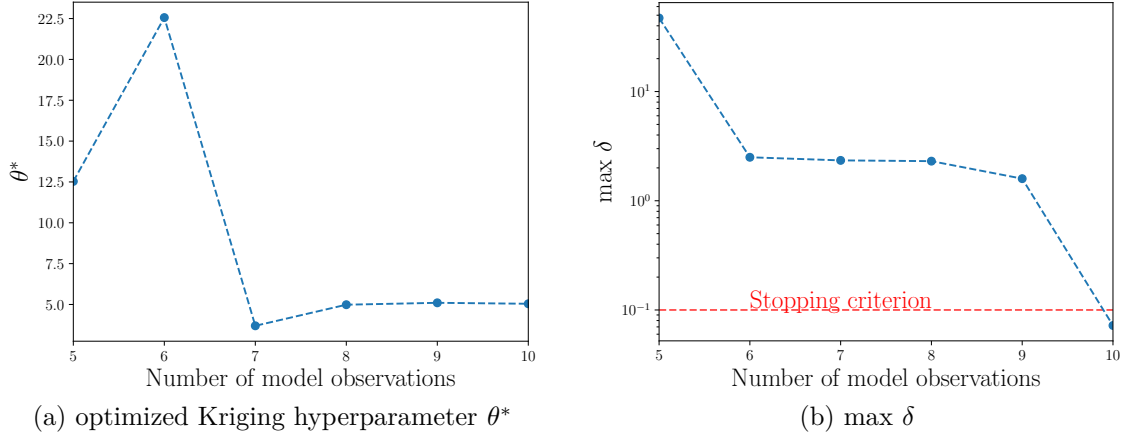 22.5
20.0
17.5
15.0
12.5
10.0
7.5
5.0
θ*
5 6 7 8 9 10
Number of model observations
(a) optimized Kriging hyperparameter θ*
10¹
10⁰
10⁻¹
max δ
Stopping criterion
5 6 7 8 9 10
Number of model observations
(b) max δ